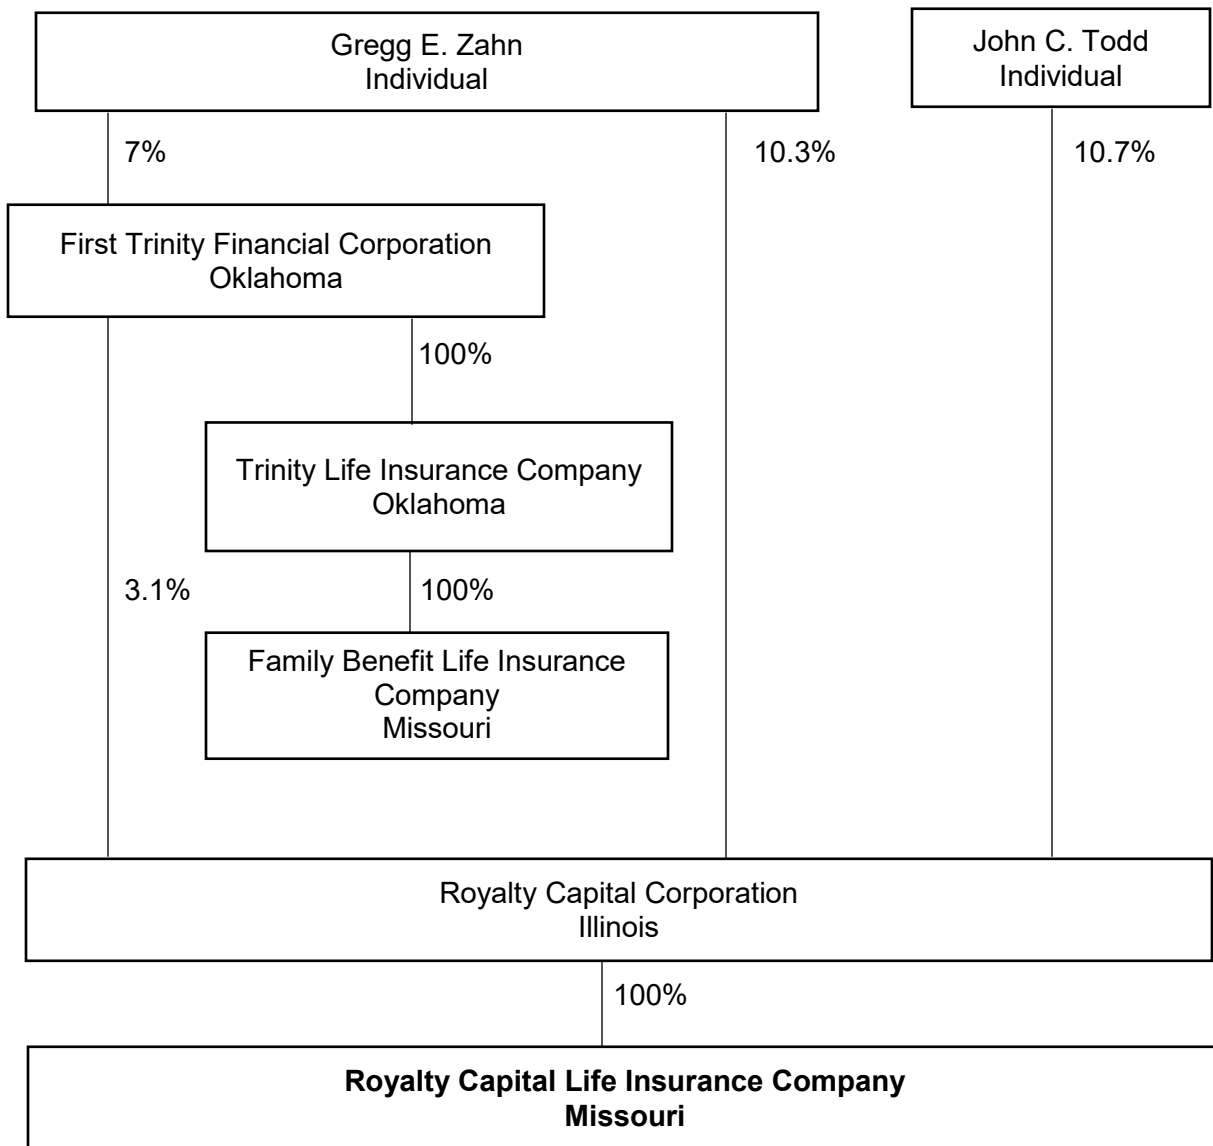 Gregg E. Zahn
Individual
John C. Todd
Individual
7%
10.3%
10.7%
First Trinity Financial Corporation
Oklahoma
100%
Trinity Life Insurance Company
Oklahoma
3.1%
100%
Family Benefit Life Insurance
Company
Missouri
Royalty Capital Corporation
Illinois
100%
Royalty Capital Life Insurance Company
Missouri